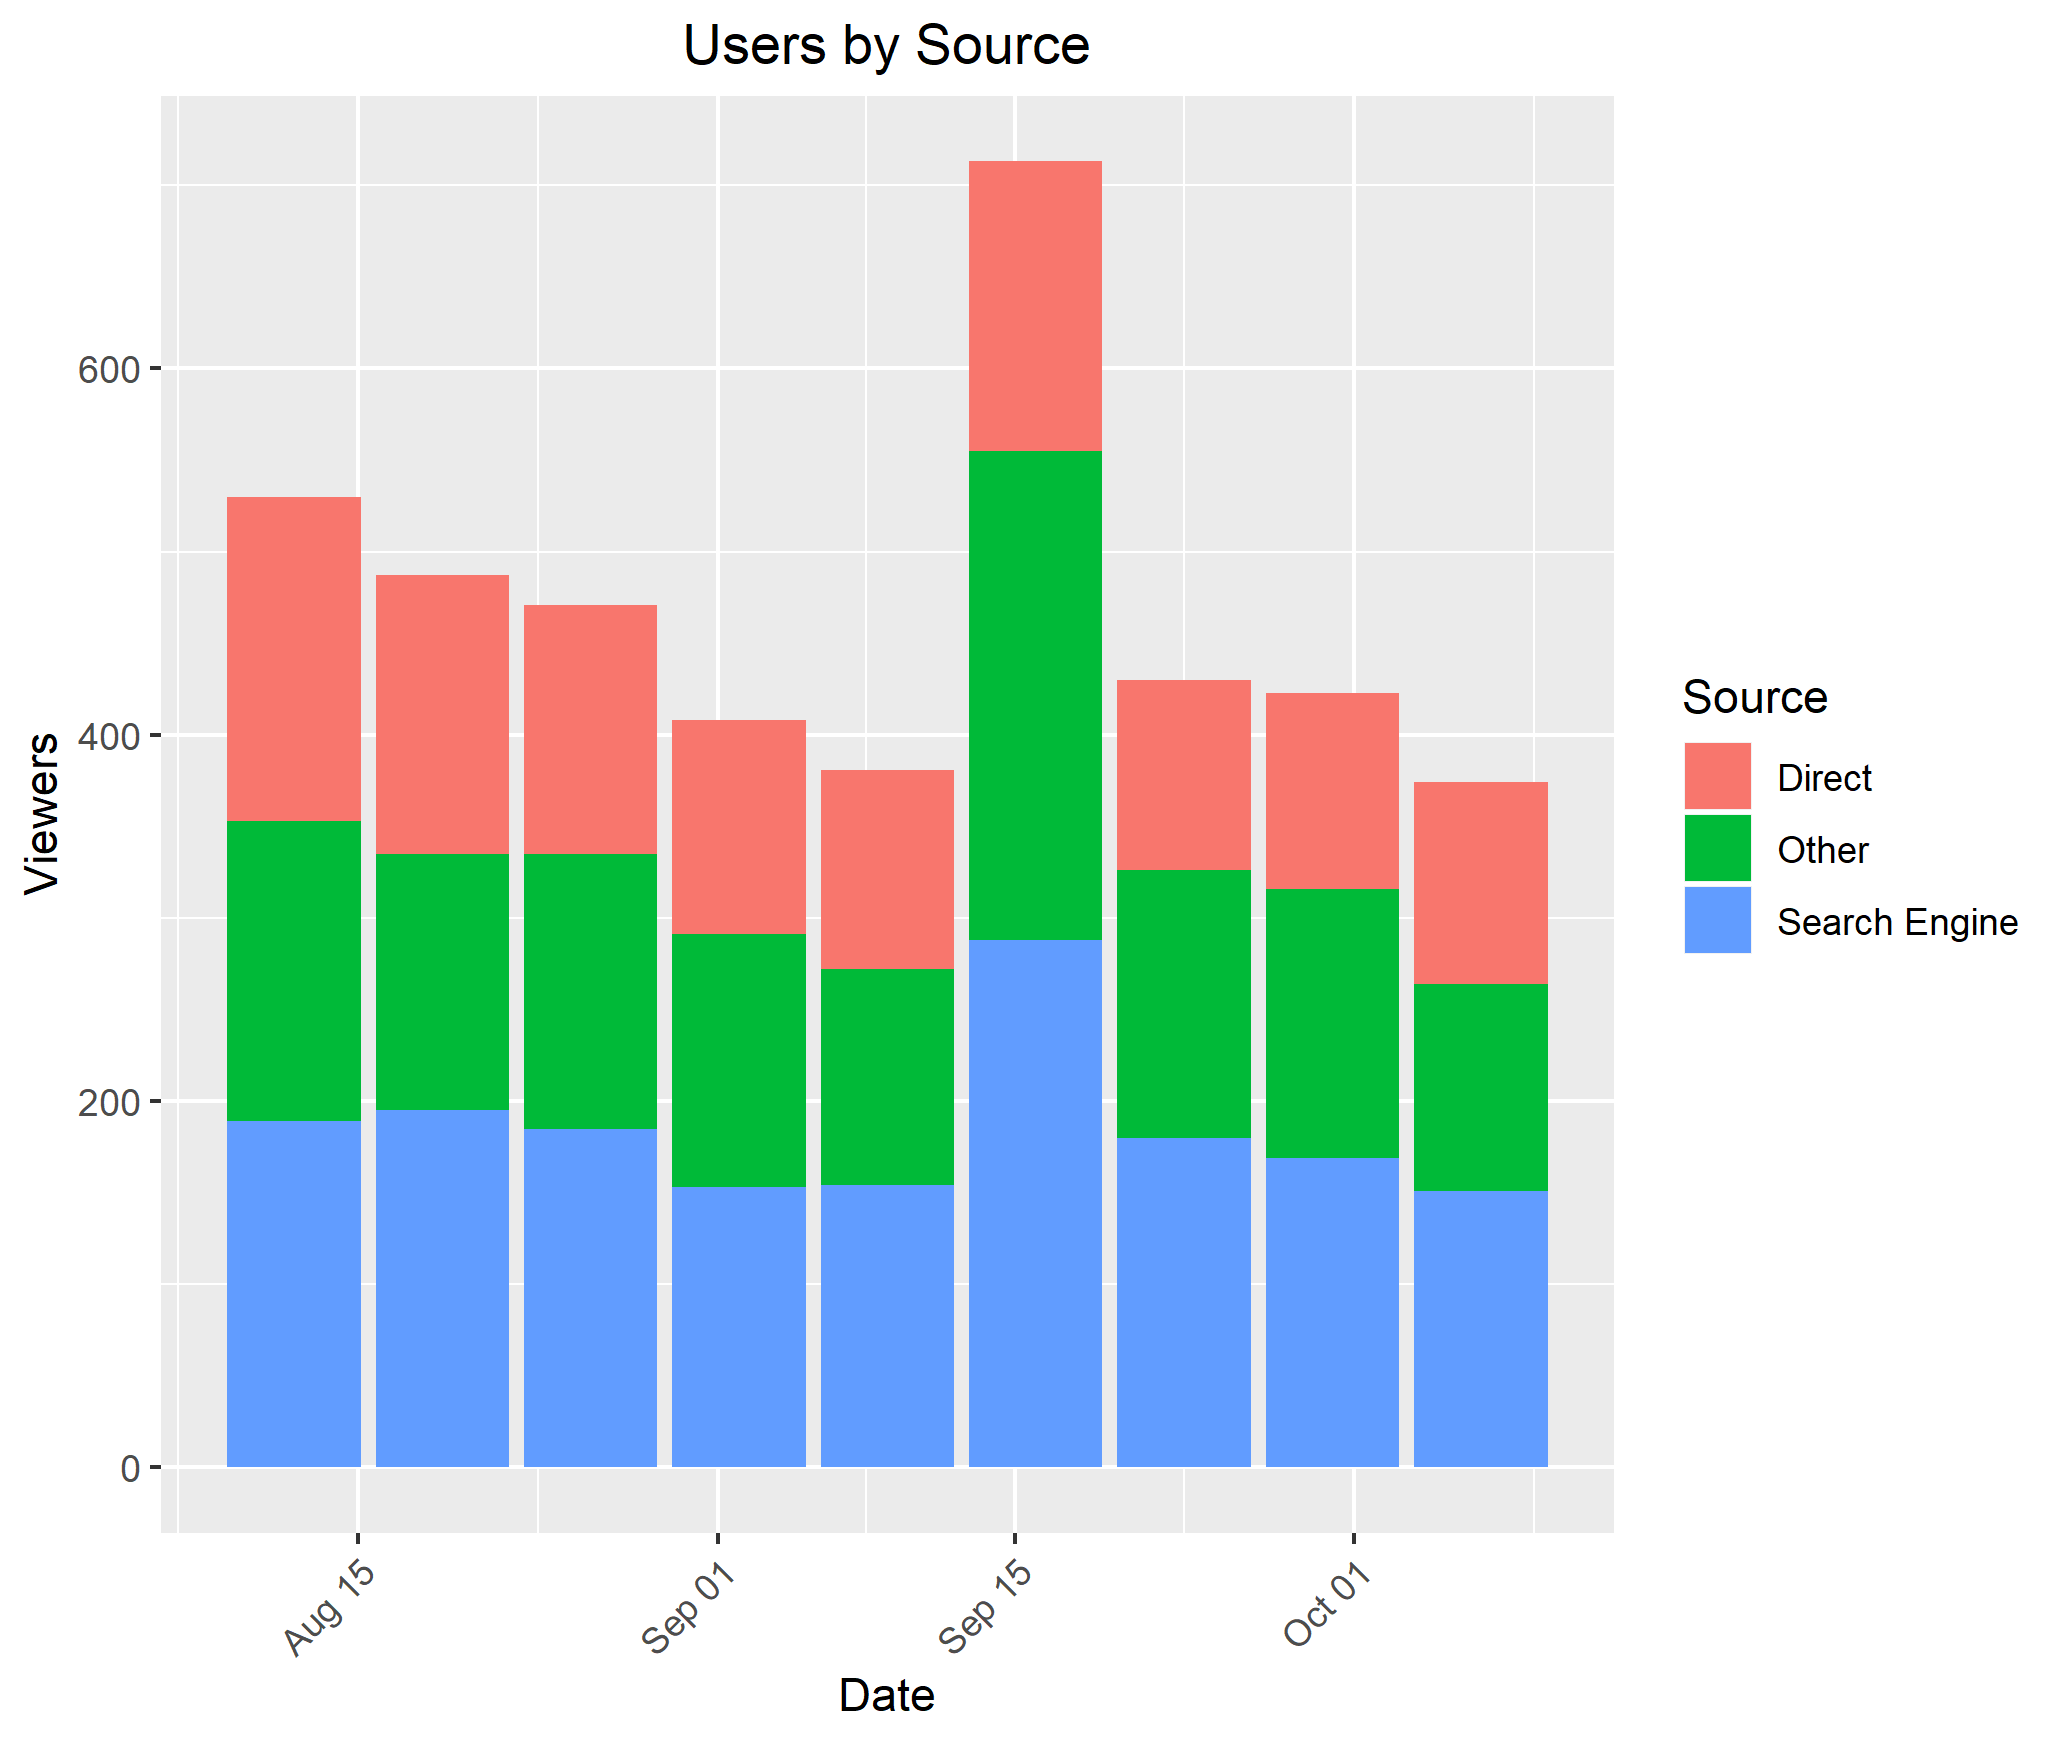 Users by Source
Viewers
600
400
200
0
Aug 15
Sep 01
Sep 15
Oct 01
Date
Source
Direct
Other
Search Engine